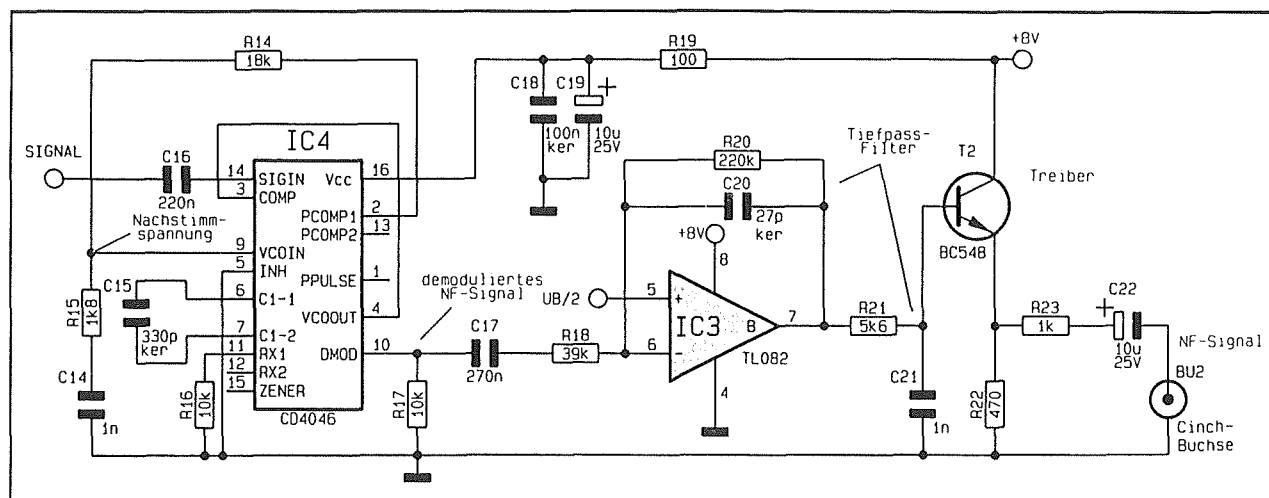 R14
18k
R19
100
+8V
C18
100n
ker
C19
+
10u
25V
Tiefpass-
Filter
SIGNAL
C16
220n
IC4
14
3
SIGIN
COMP
Vcc
16
PCOMP1
2
PCOMP2
13
Nachstimm-
spannung
9
5
VCOIN
INH
PPULSE
1
6
C1-1
VCOOUT
4
7
C1-2
11
RX1
DMOD
10
12
RX2
15
ZENER
CD4046
C15
330p
ker
R15
1k8
C14
1n
R16
10k
R17
10k
demoduliertes
NF-Signal
C17
270n
R18
39k
R20
220k
C20
27p
ker
+8V
8
UB/2
5
+
6
-
IC3
B
7
TL082
4
R21
5k6
C21
1n
T2
Treiber
BC548
R22
470
R23
1k
+
C22
10u
25V
NF-Signal
BU2
Cinch-
Buchse